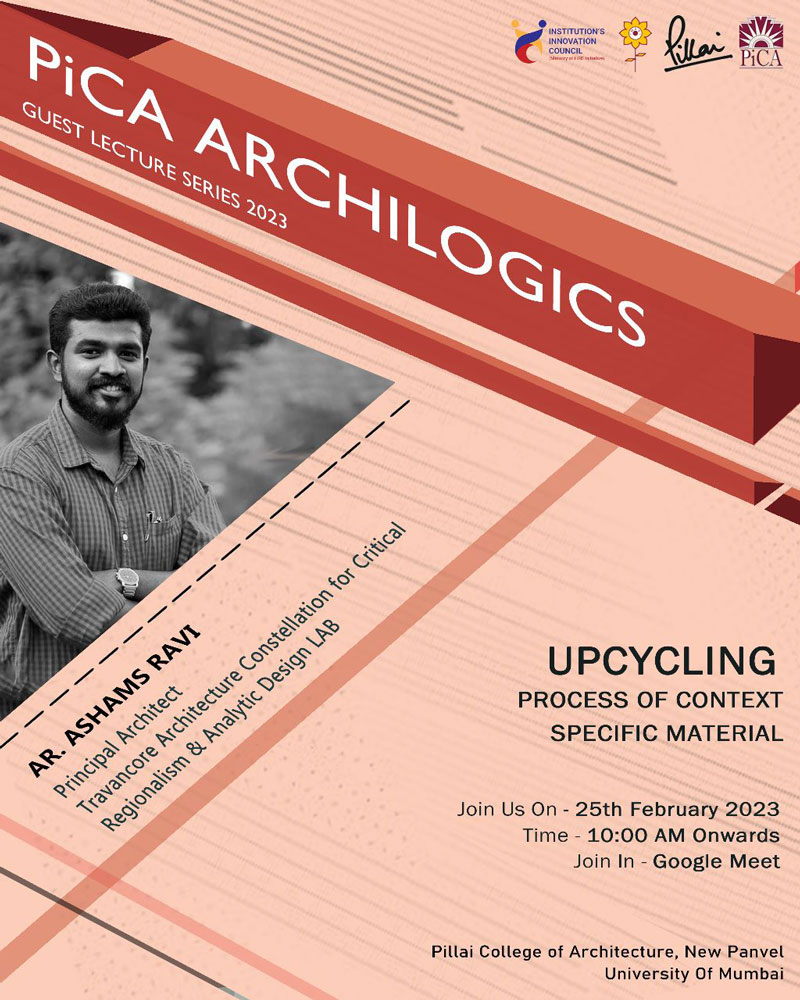 INSTITUTION'S
INNOVATION
COUNCIL
Pillai
PiCA
PiCA ARCHILOGICS
GUEST LECTURE SERIES 2023
AR. ASHAMS RAVI
Principal Architect
Travancore Architecture Constellation for Critical
Regionalism & Analytic Design LAB
UPCYCLING
PROCESS OF CONTEXT
SPECIFIC MATERIAL
Join Us On - 25th February 2023
Time - 10:00 AM Onwards
Join In - Google Meet
Pillai College of Architecture, New Panvel
University Of Mumbai